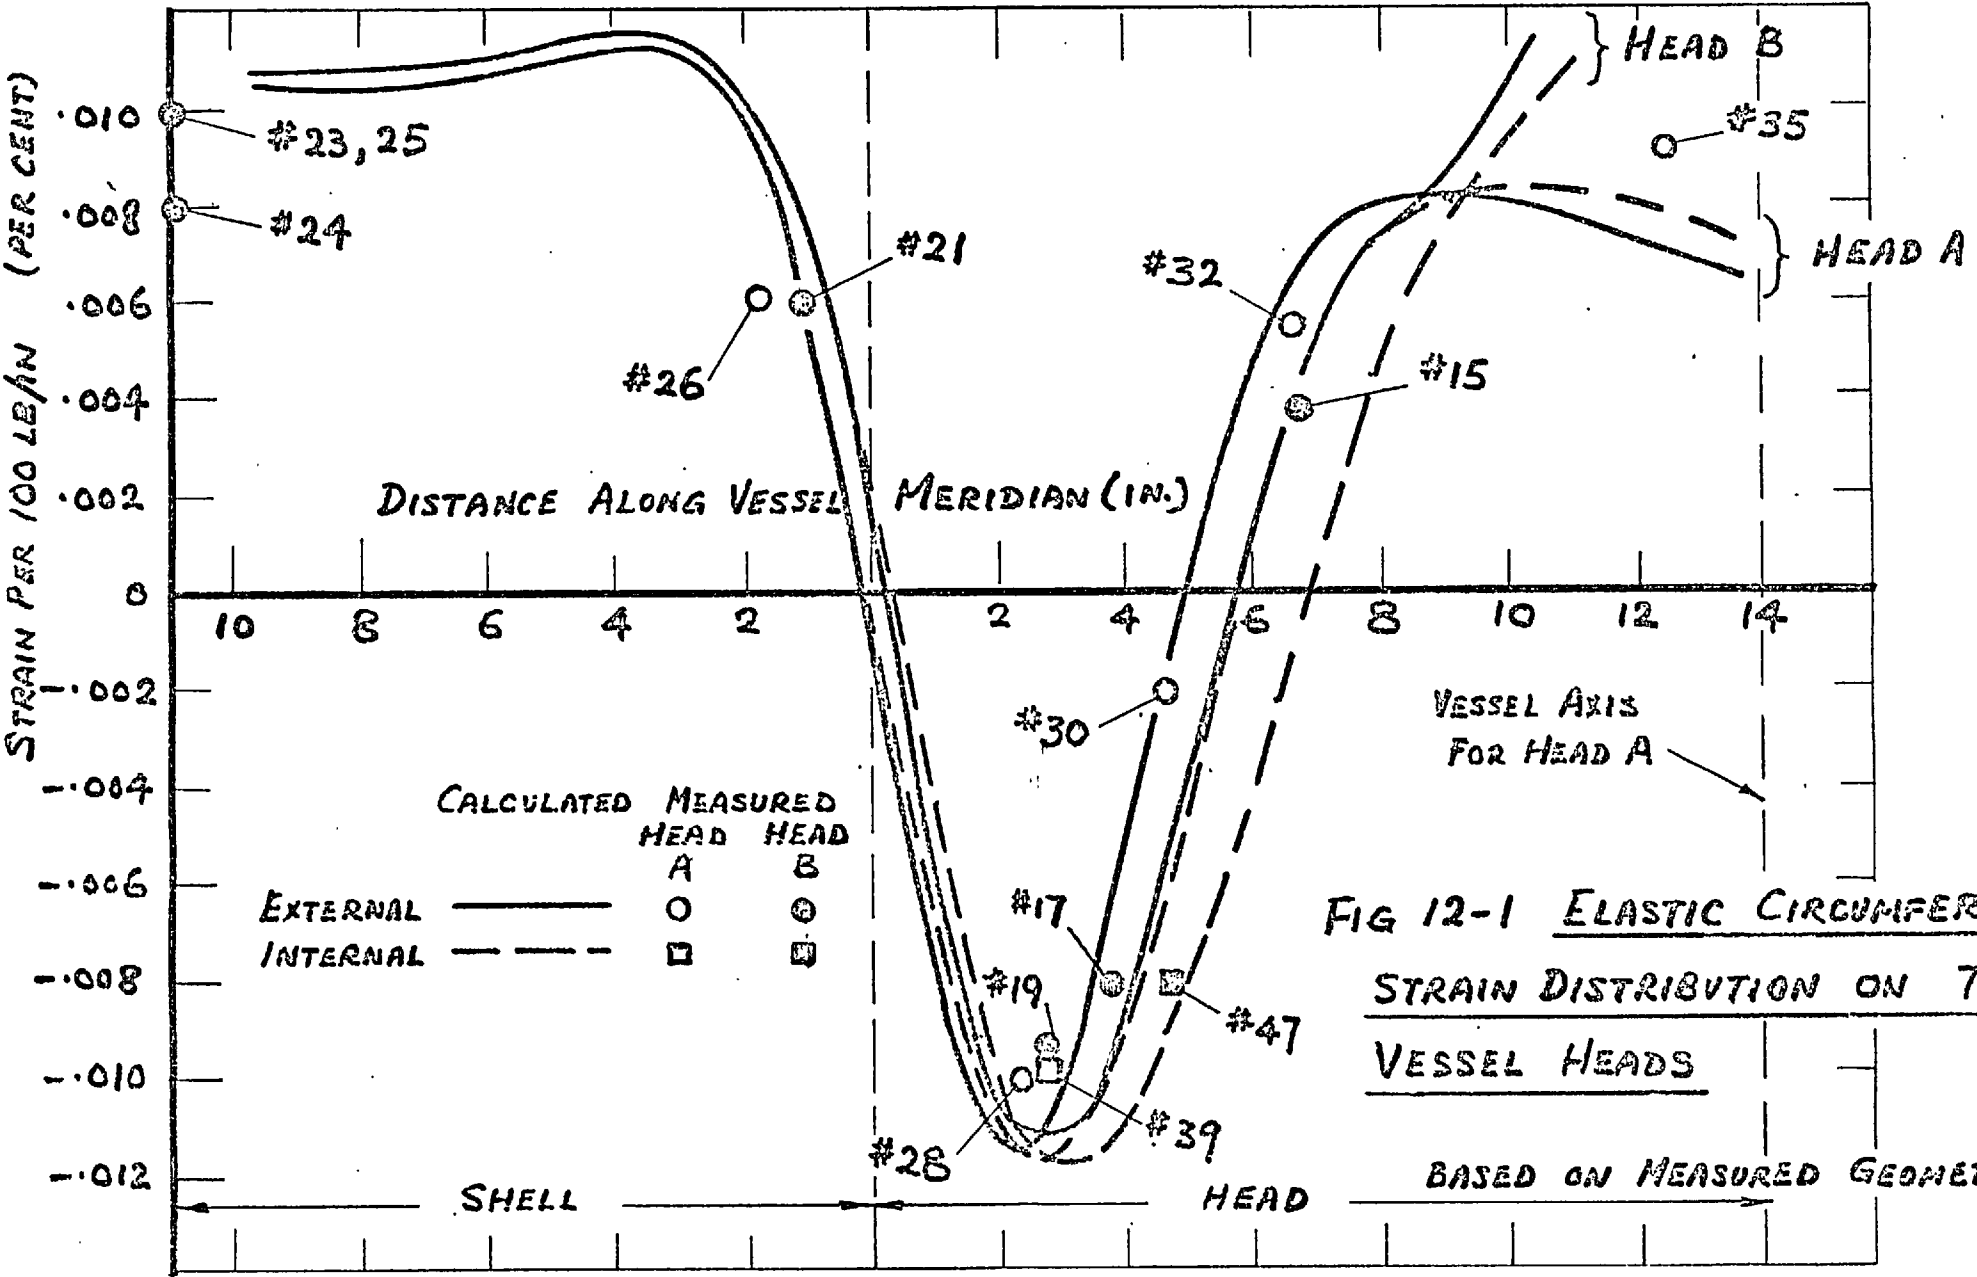 HEAD B
.010
#23, 25
#35
.008
#24
#21
HEAD A
#32
.006
#26
#15
.004
.002
DISTANCE ALONG VESSEL MERIDIAN (IN.)
STRAIN PER 100 LB/IN (PER CENT)
0
10 8 6 4 2 2 4 6 8 10 12 14
-.002
#30
VESSEL AXIS
FOR HEAD A
-.004
CALCULATED MEASURED
HEAD HEAD
A B
EXTERNAL
INTERNAL
-.006
#17
-.008
#19
#47
-.010
#39
#28
-.012
SHELL
HEAD
FIG 12-1 ELASTIC CIRCUMFER
STRAIN DISTRIBUTION ON
VESSEL HEADS
BASED ON MEASURED GEOME